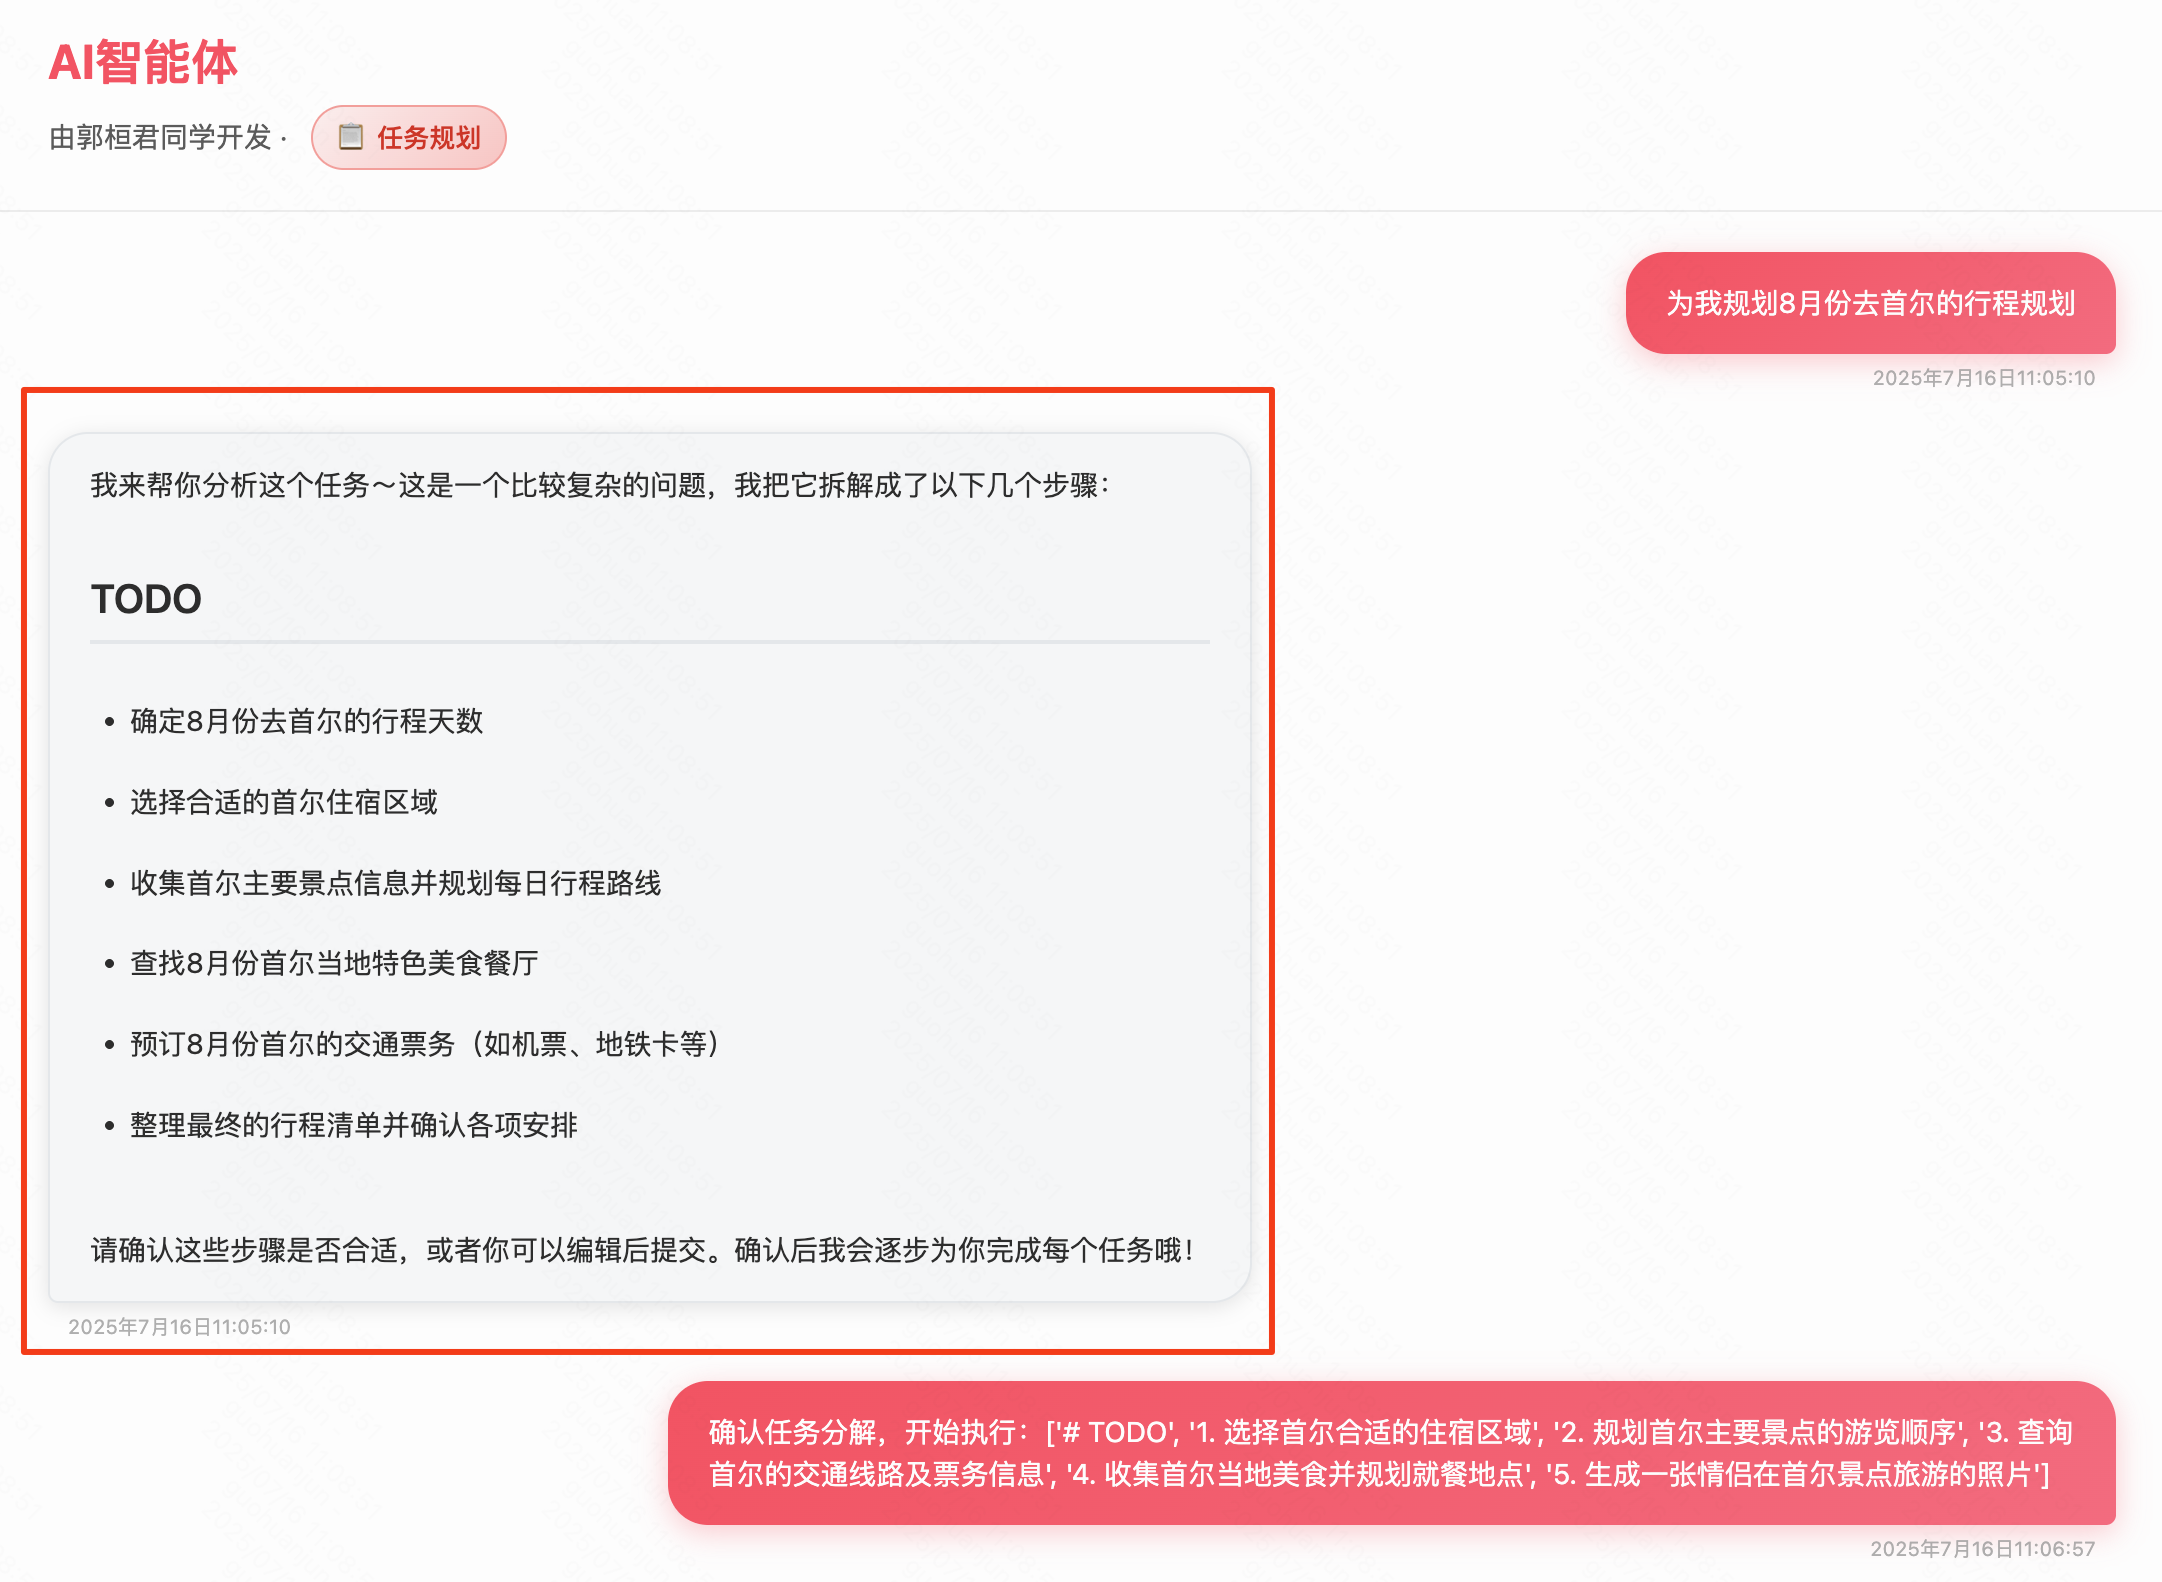 AI智能体
由郭桓君同学开发 · 📋 任务规划
为我规划8月份去首尔的行程规划
2025年7月16日11:05:10
我来帮你分析这个任务～这是一个比较复杂的问题，我把它拆解成了以下几个步骤：
TODO
• 确定8月份去首尔的行程天数
• 选择合适的首尔住宿区域
• 收集首尔主要景点信息并规划每日行程路线
• 查找8月份首尔当地特色美食餐厅
• 预订8月份首尔的交通票务（如机票、地铁卡等）
• 整理最终的行程清单并确认各项安排
请确认这些步骤是否合适，或者你可以编辑后提交。确认后我会逐步为你完成每个任务哦！
2025年7月16日11:05:10
确认任务分解，开始执行：['# TODO', '1. 选择首尔合适的住宿区域', '2. 规划首尔主要景点的游览顺序', '3. 查询
首尔的交通线路及票务信息', '4. 收集首尔当地美食并规划就餐地点', '5. 生成一张情侣在首尔景点旅游的照片']
2025年7月16日11:06:57